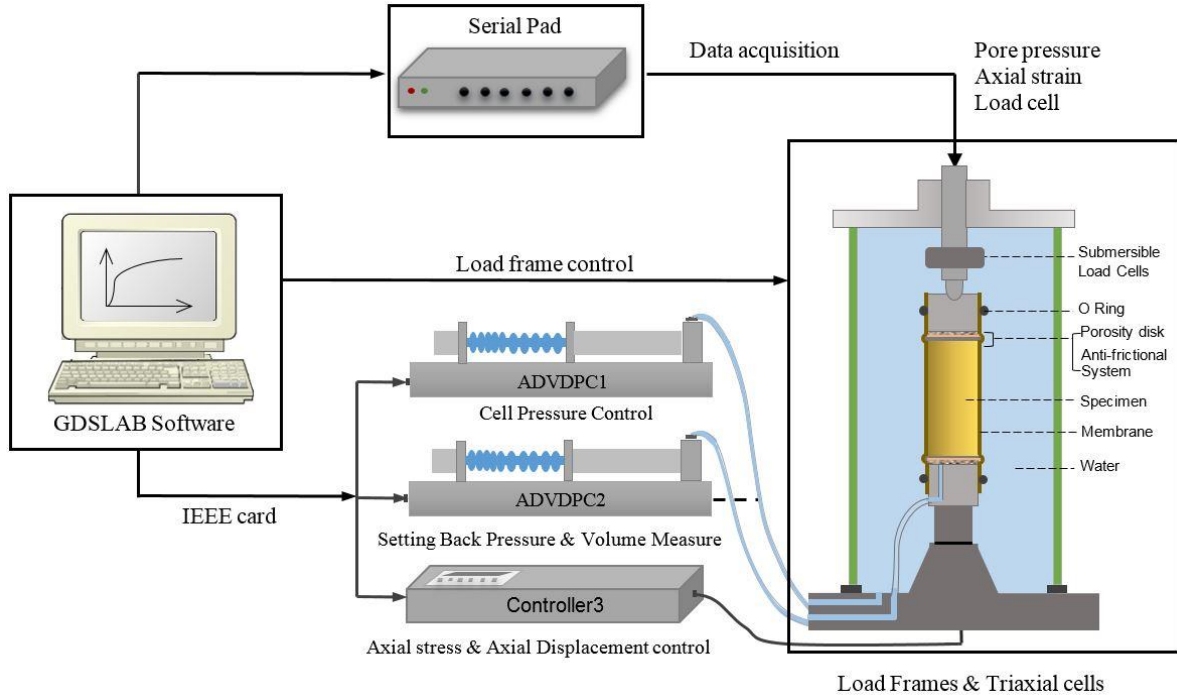 Serial Pad
Data acquisition
Pore pressure
Axial strain
Load cell
GDSLAB Software
Load frame control
ADVDPC1
Cell Pressure Control
ADVDPC2
Setting Back Pressure & Volume Measure
IEEE card
Controller3
Axial stress & Axial Displacement control
Submersible
Load Cells
O Ring
Porosity disk
Anti-frictional
System
Specimen
Membrane
Water
Load Frames & Triaxial cells